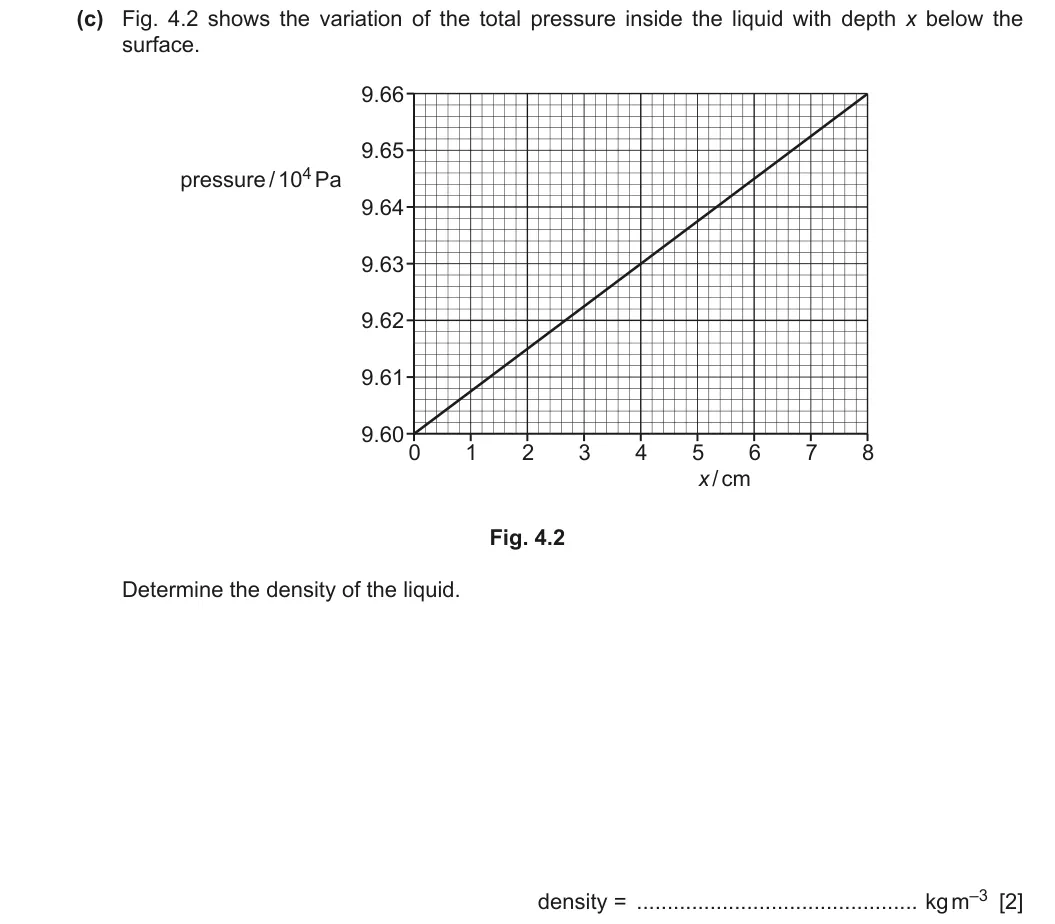 (c) Fig. 4.2 shows the variation of the total pressure inside the liquid with depth x below the
surface.
9.66
9.65
pressure / 10⁴ Pa
9.64
9.63
9.62
9.61
9.60
0 1 2 3 4 5 6 7 8
x / cm
Fig. 4.2
Determine the density of the liquid.
density = ............................................... kg m⁻³ [2]